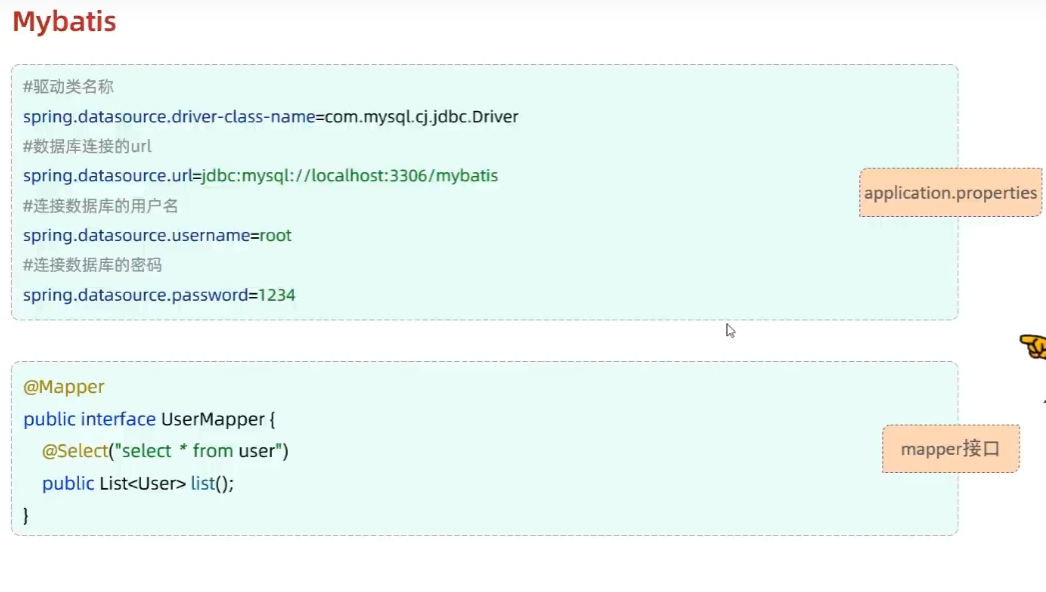 Mybatis
#驱动类名称
spring.datasource.driver-class-name=com.mysql.cj.jdbc.Driver
#数据库连接的url
spring.datasource.url=jdbc:mysql://localhost:3306/mybatis
application.properties
#连接数据库的用户名
spring.datasource.username=root
#连接数据库的密码
spring.datasource.password=1234
@Mapper
public interface UserMapper {
@Select("select * from user")
mapper接口
public List<User> list();
}